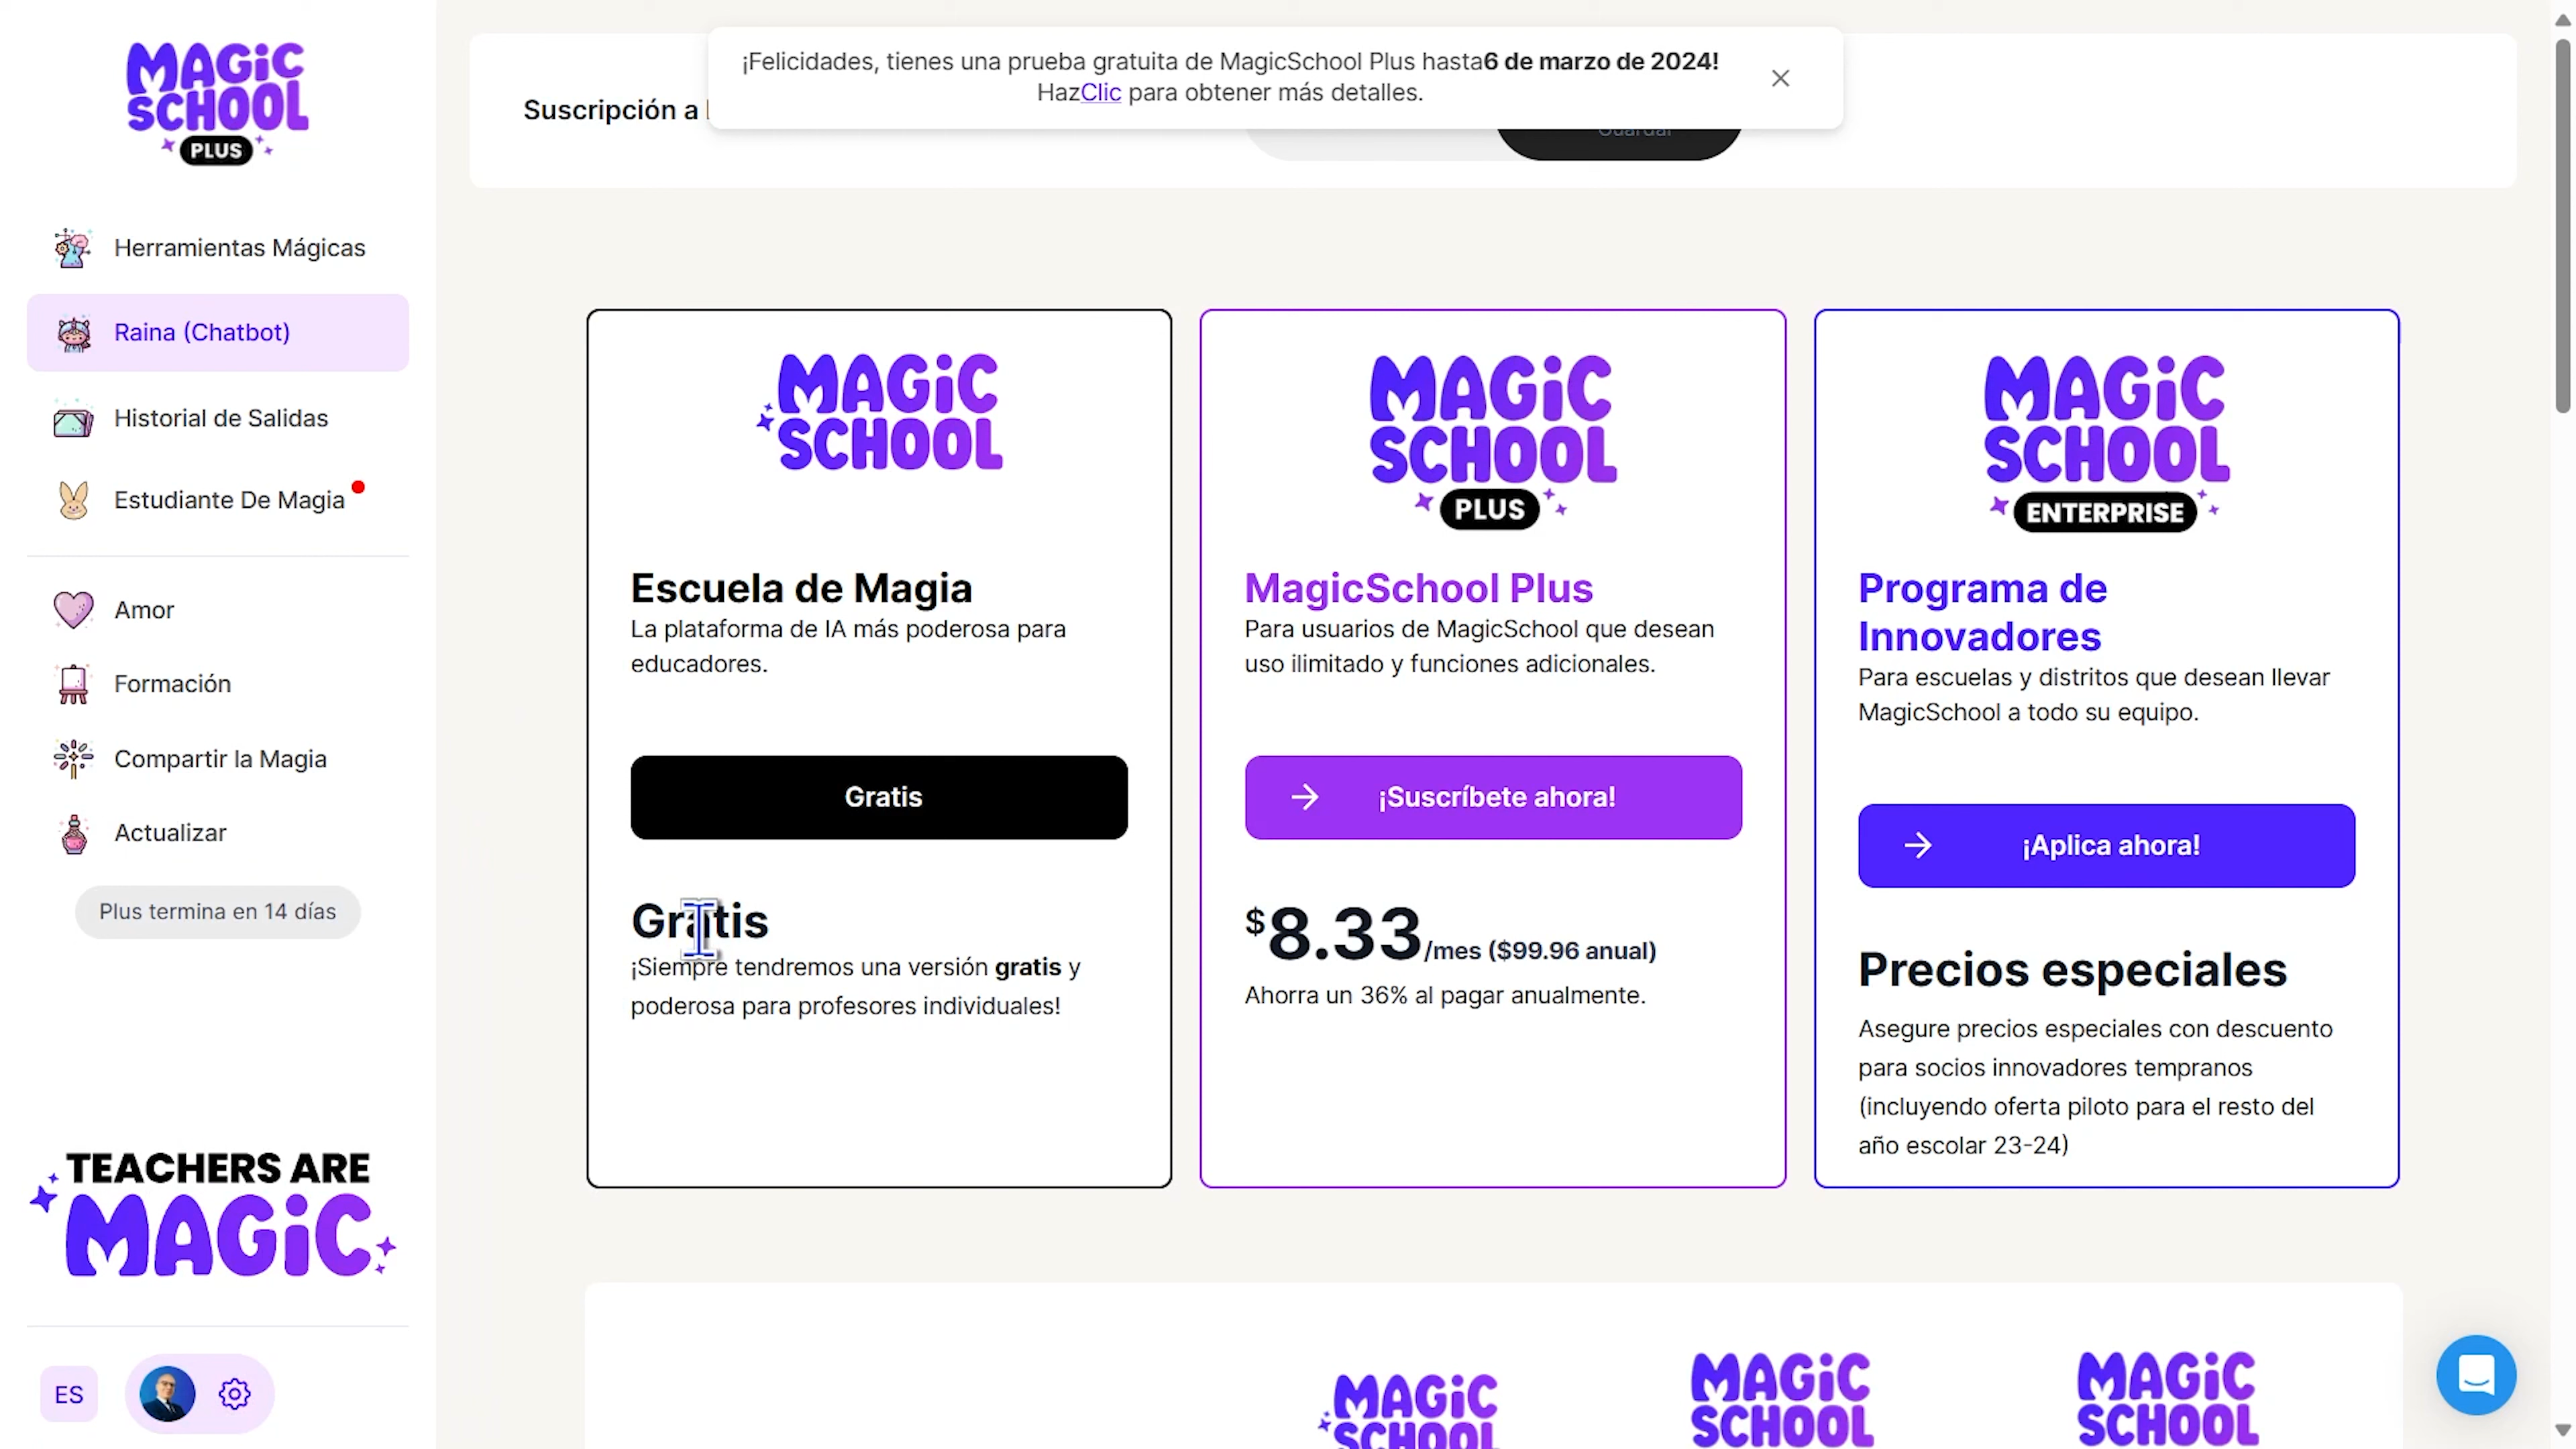 MAGiC
SCHOOL
PLUS
Herramientas Mágicas
Raina (Chatbot)
Historial de Salidas
Estudiante De Magia
Amor
Formación
Compartir la Magia
Actualizar
Plus termina en 14 días
TEACHERS ARE
MAGiC
ES
¡Felicidades, tienes una prueba gratuita de MagicSchool Plus hasta6 de marzo de 2024!
HazClic para obtener más detalles.
Suscripción a
Guardar
MAGiC
SCHOOL
Escuela de Magia
La plataforma de IA más poderosa para
educadores.
Gratis
Gratis
¡Siempre tendremos una versión gratis y
poderosa para profesores individuales!
MAGiC
SCHOOL
PLUS
MagicSchool Plus
Para usuarios de MagicSchool que desean
uso ilimitado y funciones adicionales.
¡Suscríbete ahora!
$8.33/mes ($99.96 anual)
Ahorra un 36% al pagar anualmente.
MAGiC
SCHOOL
ENTERPRISE
Programa de
Innovadores
Para escuelas y distritos que desean llevar
MagicSchool a todo su equipo.
¡Aplica ahora!
Precios especiales
Asegure precios especiales con descuento
para socios innovadores tempranos
(incluyendo oferta piloto para el resto del
año escolar 23-24)
MAGiC
SCHOOL
MAGiC
SCHOOL
MAGiC
SCHOOL